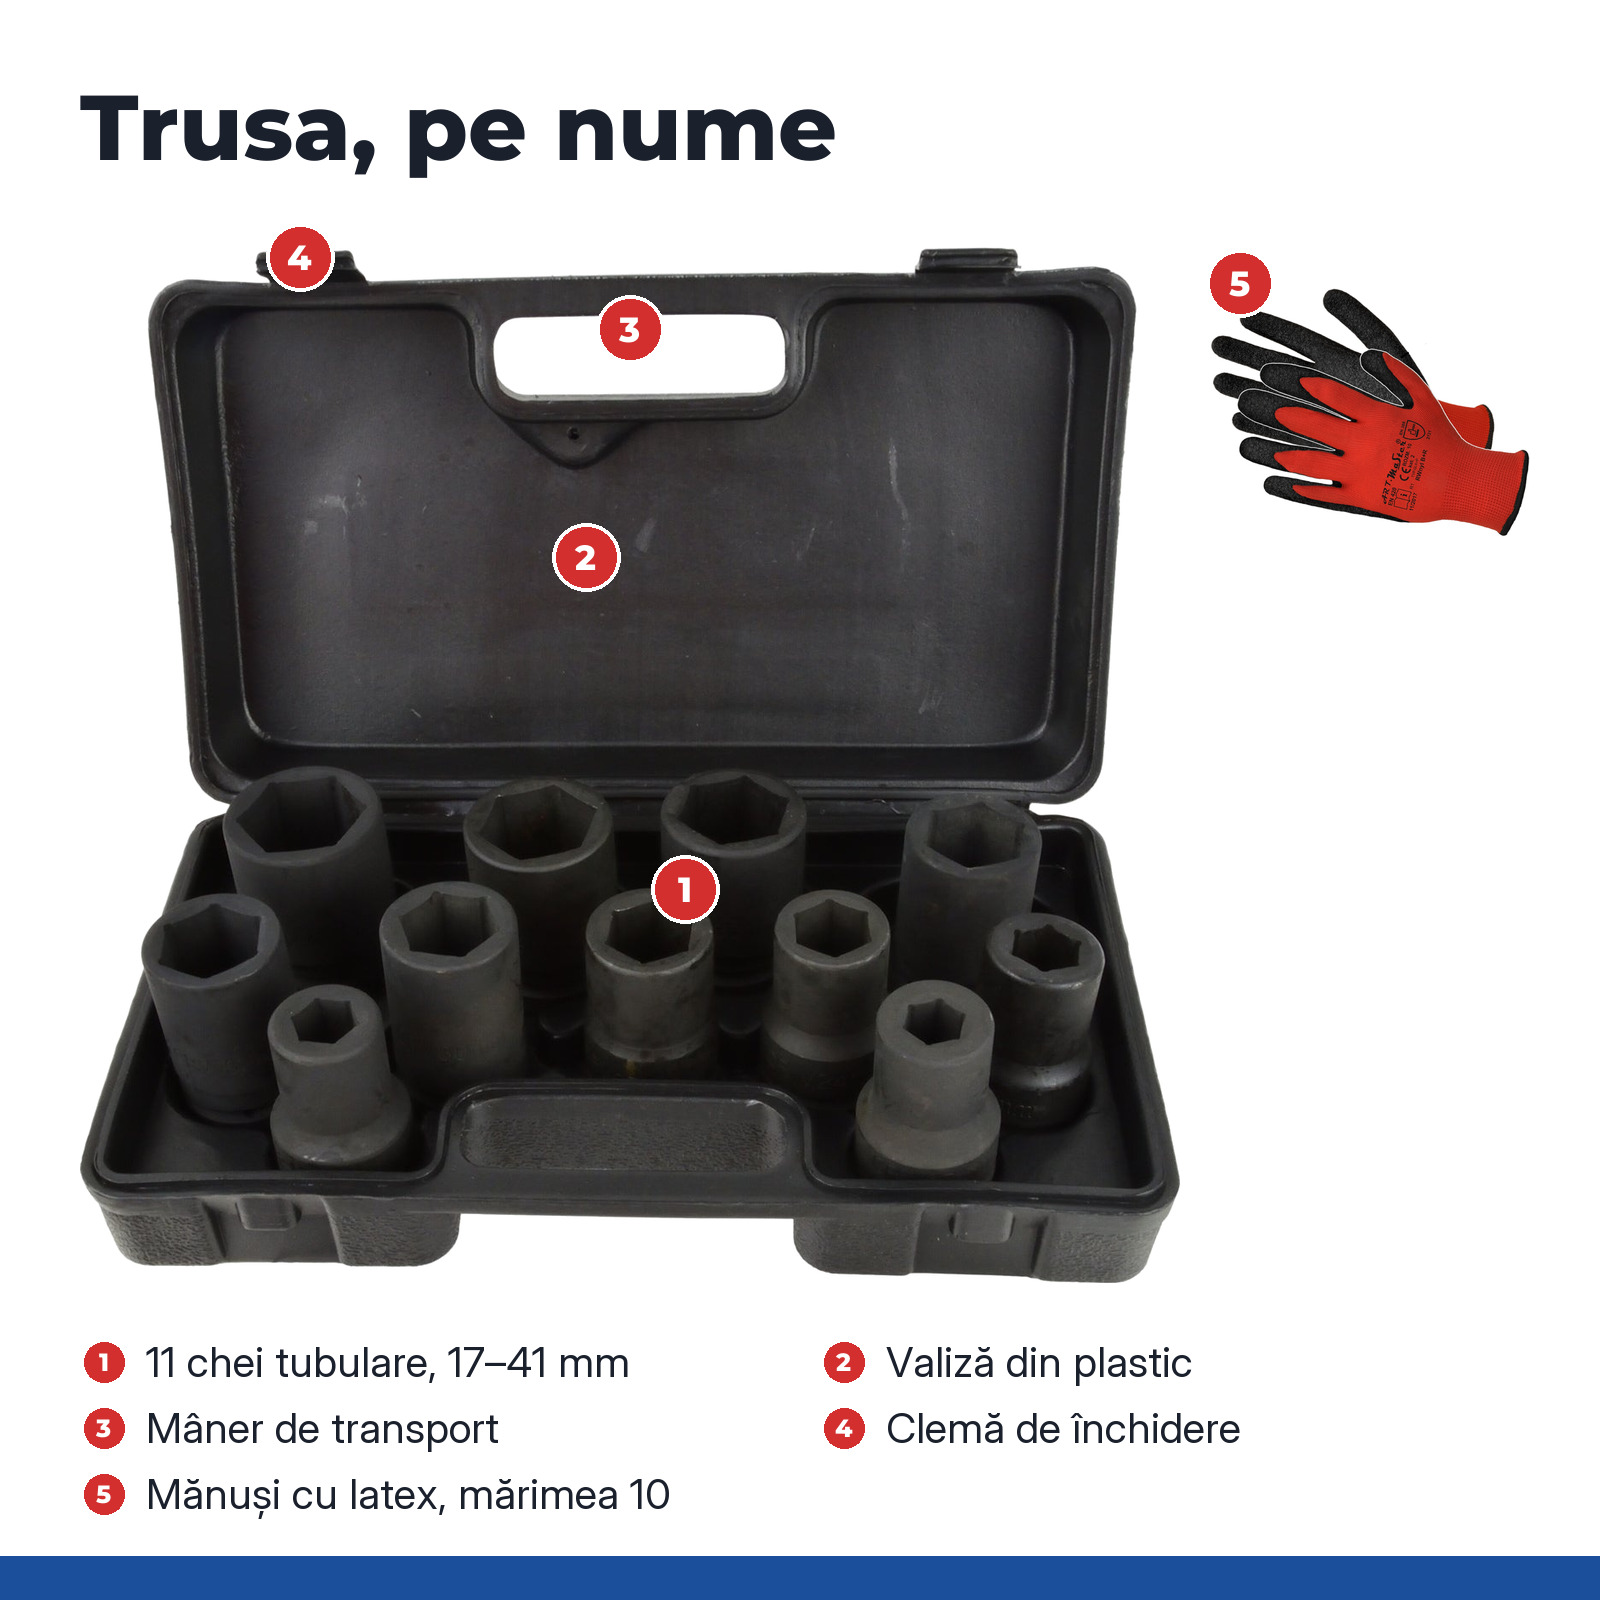 Trusa, pe nume
4
3
5
2
1
1 11 chei tubulare, 17–41 mm
2 Valiză din plastic
3 Mâner de transport
4 Clemă de închidere
5 Mănuși cu latex, mărimea 10